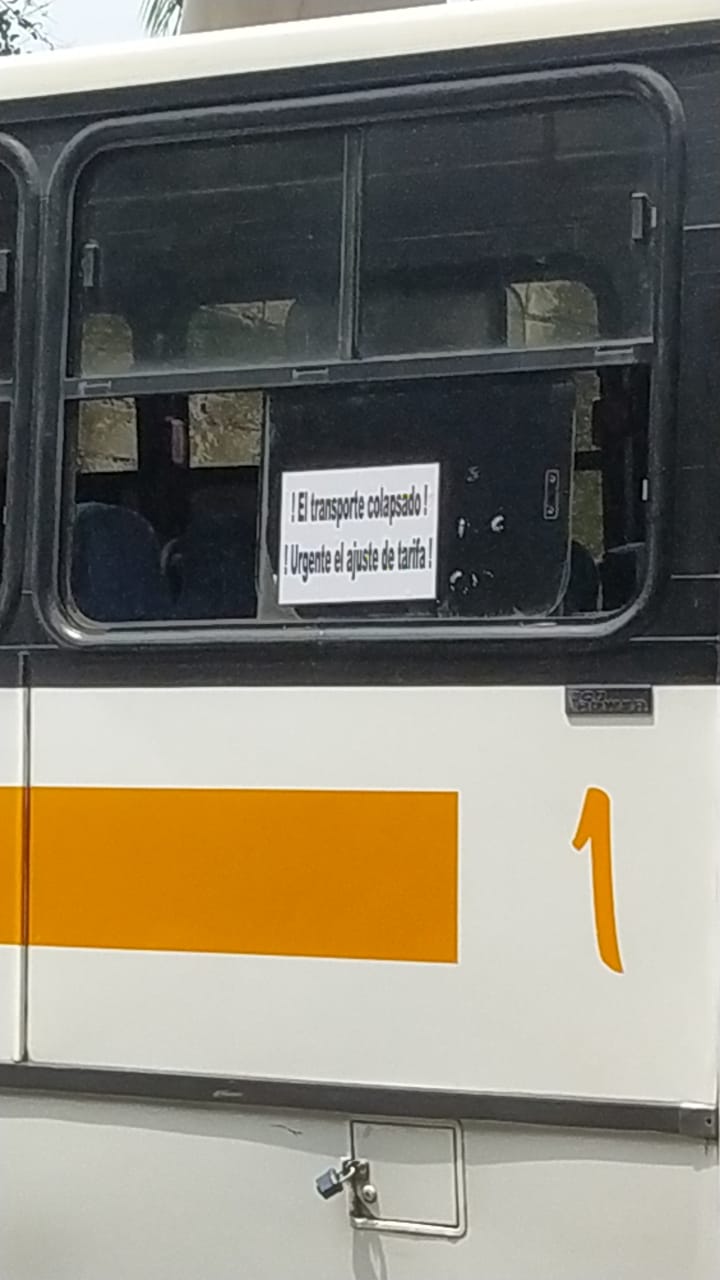 ! El transporte colapsado !
! Urgente el ajuste de tarifa !
1